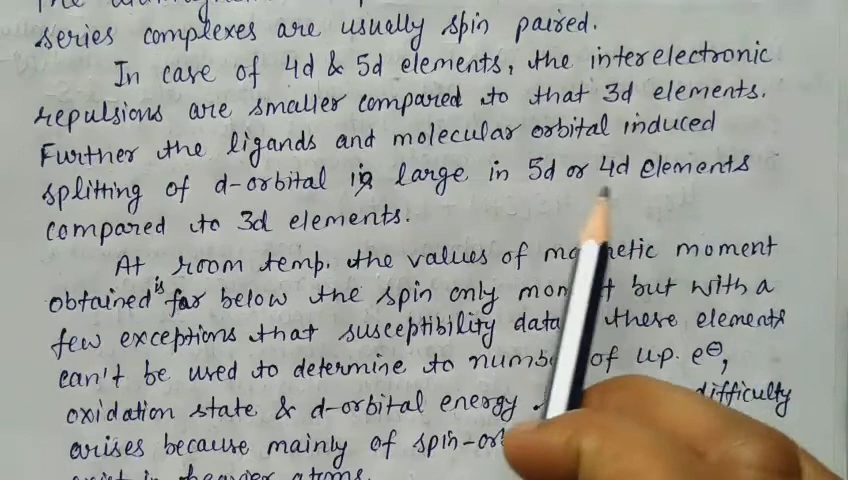 series complexes are usually spin paired.
In case of 4d & 5d elements, the interelectronic
repulsions are smaller compared to that 3d elements.
Further the ligands and molecular orbital induced
splitting of d-orbital is large in 5d or 4d elements
compared to 3d elements.
At room temp. the values of magnetic moment
obtained is far below the spin only moment but with a
few exceptions that susceptibility data these elements
can't be used to determine to number of up. e⊖,
oxidation state & d-orbital energy difficulty
arises because mainly of spin-orb